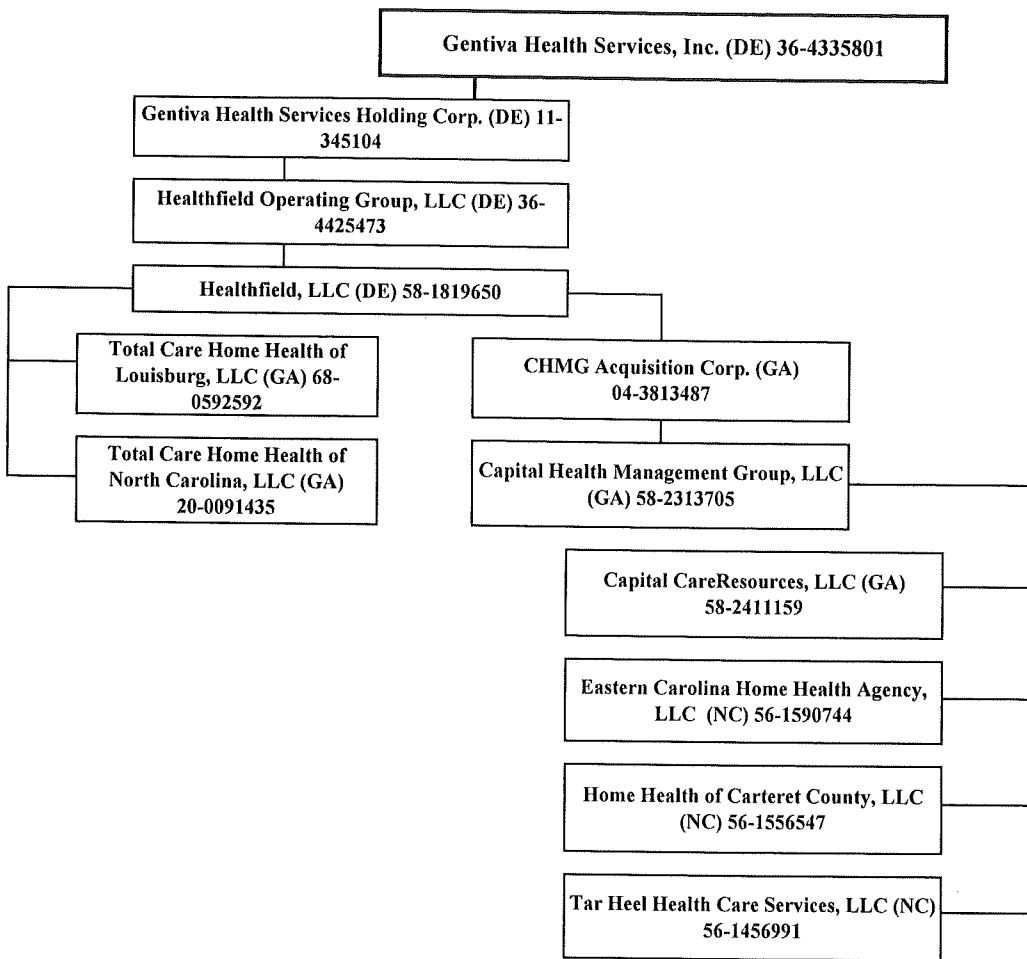 Gentiva Health Services, Inc. (DE) 36-4335801
Gentiva Health Services Holding Corp. (DE) 11-
345104
Healthfield Operating Group, LLC (DE) 36-
4425473
Healthfield, LLC (DE) 58-1819650
Total Care Home Health of
Louisburg, LLC (GA) 68-
0592592
Total Care Home Health of
North Carolina, LLC (GA)
20-0091435
CHMG Acquisition Corp. (GA)
04-3813487
Capital Health Management Group, LLC
(GA) 58-2313705
Capital CareResources, LLC (GA)
58-2411159
Eastern Carolina Home Health Agency,
LLC (NC) 56-1590744
Home Health of Carteret County, LLC
(NC) 56-1556547
Tar Heel Health Care Services, LLC (NC)
56-1456991